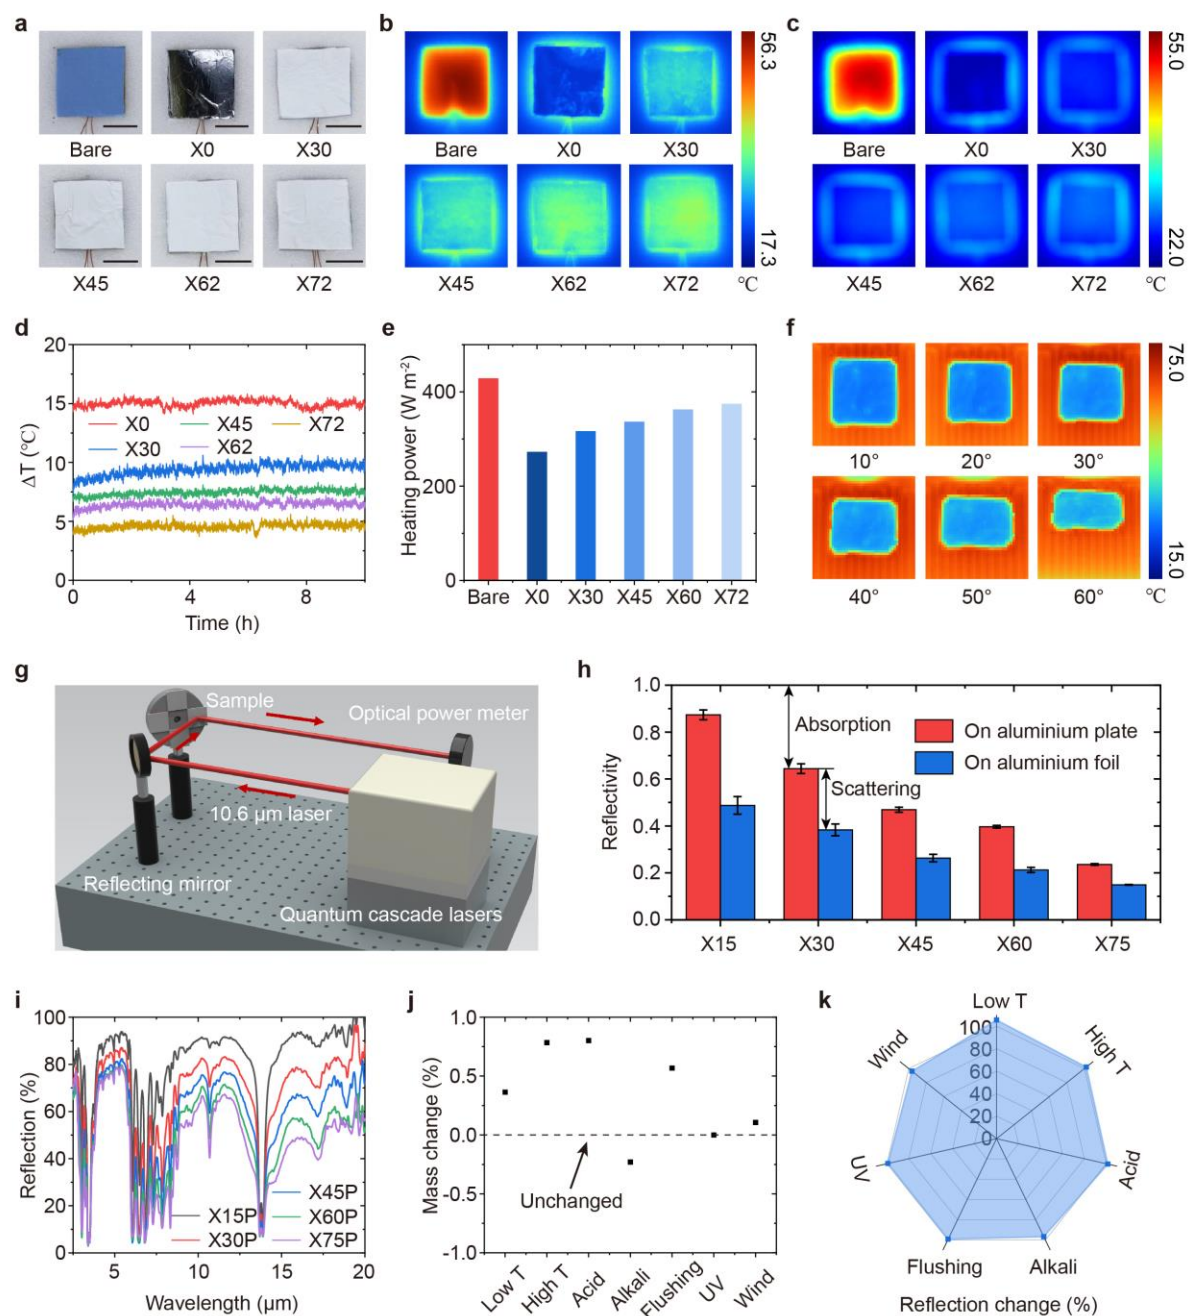 a
Bare
X0
X30
X45
X62
X72
b
Bare
X0
X30
X45
X62
X72
56.3
17.3
℃
c
Bare
X0
X30
X45
X62
X72
55.0
22.0
℃
d
20
15
10
5
0
ΔT (℃)
X0
X45
X72
X30
X62
0
4
8
Time (h)
e
400
200
0
Heating power (W m⁻²)
Bare
X0
X30
X45
X60
X72
f
10°
20°
30°
40°
50°
60°
75.0
15.0
℃
g
Sample
Optical power meter
10.6 μm laser
Reflecting mirror
Quantum cascade lasers
h
1.0
0.8
0.6
0.4
0.2
0.0
Reflectivity
Absorption
Scattering
On aluminium plate
On aluminium foil
X15
X30
X45
X60
X75
i
100
80
60
40
20
0
Reflection (%)
X45P
X15P
X60P
X30P
X75P
5
10
15
20
Wavelength (μm)
j
1.0
0.5
0.0
-0.5
-1.0
Mass change (%)
Unchanged
Low T
High T
Acid
Alkali
Flushing
UV
Wind
k
Low T
High T
Acid
Alkali
Flushing
UV
Wind
100
80
60
40
20
0
Reflection change (%)